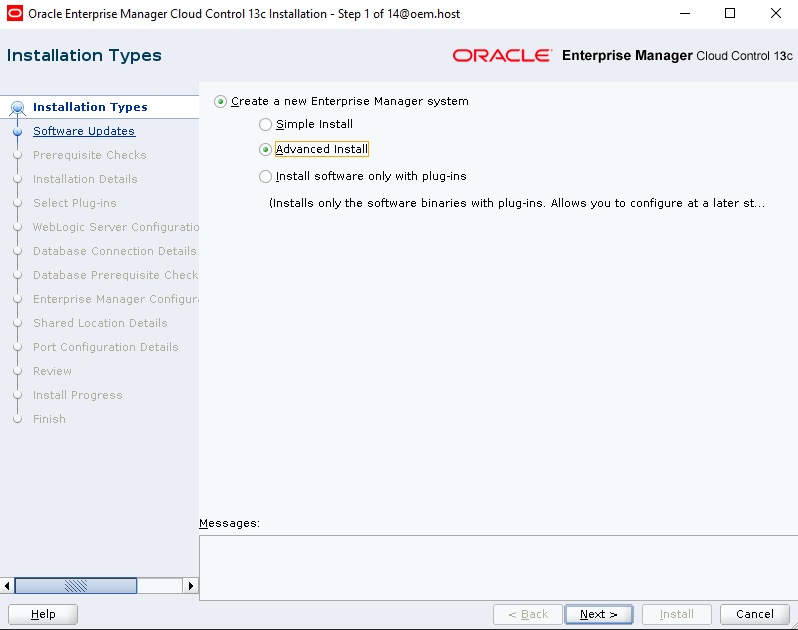 Oracle Enterprise Manager Cloud Control 13c Installation - Step 1 of 14@oem.host
Installation Types
ORACLE Enterprise Manager Cloud Control 13c
Installation Types
Software Updates
Prerequisite Checks
Installation Details
Select Plug-ins
WebLogic Server Configuratio
Database Connection Details
Database Prerequisite Check
Enterprise Manager Configur
Shared Location Details
Port Configuration Details
Review
Install Progress
Finish
Create a new Enterprise Manager system
Simple Install
Advanced Install
Install software only with plug-ins
(Installs only the software binaries with plug-ins. Allows you to configure at a later st...
Messages:
Help
< Back
Next >
Install
Cancel